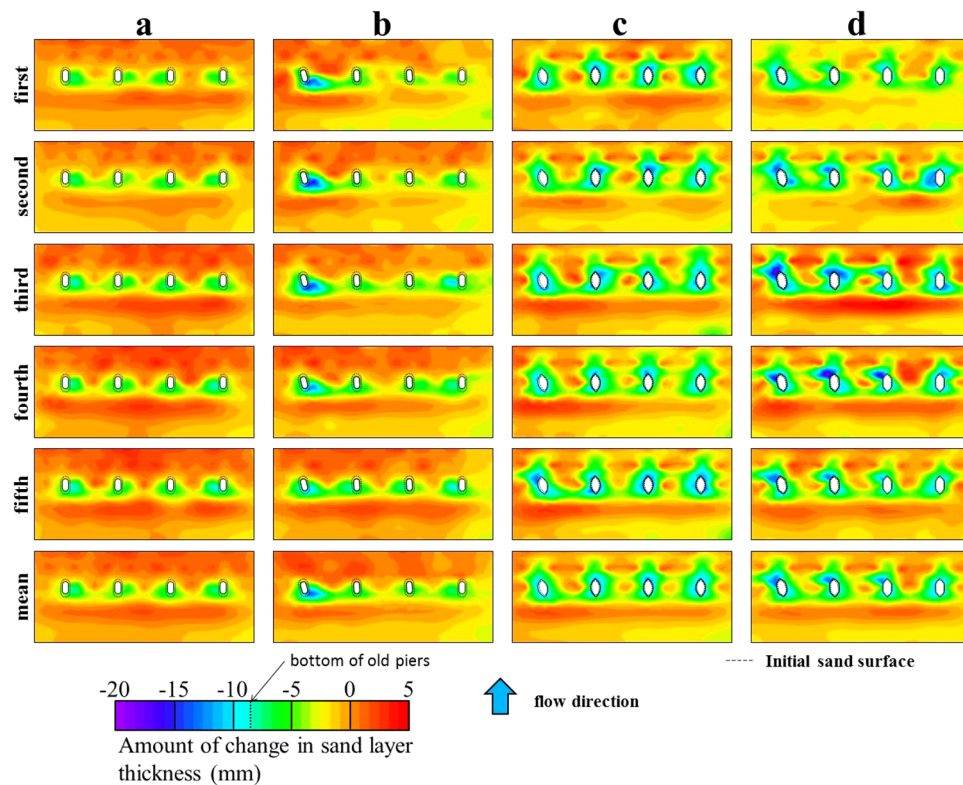 a b c d
first
second
third
fourth
fifth
mean
bottom of old piers
Initial sand surface
-20 -15 -10 -5 0 5
flow direction
Amount of change in sand layer
thickness (mm)